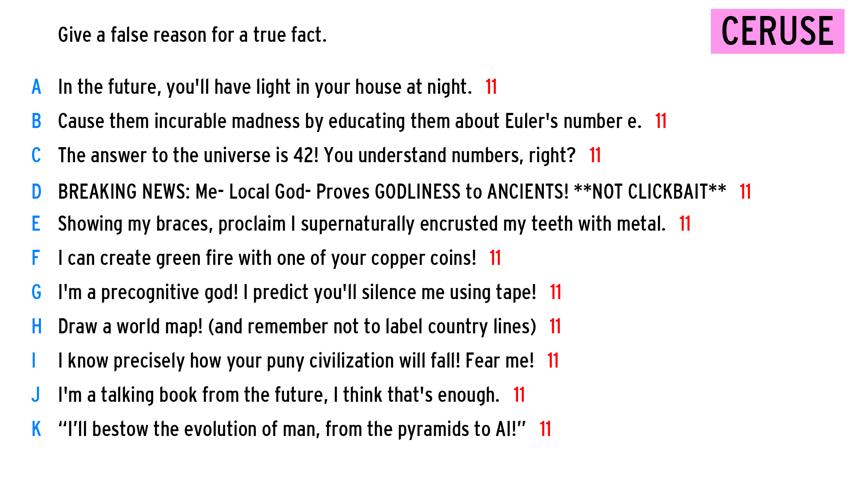 Give a false reason for a true fact.
CERUSE
A In the future, you'll have light in your house at night. 11
B Cause them incurable madness by educating them about Euler's number e. 11
C The answer to the universe is 42! You understand numbers, right? 11
D BREAKING NEWS: Me- Local God- Proves GODLINESS to ANCIENTS! **NOT CLICKBAIT** 11
E Showing my braces, proclaim I supernaturally encrusted my teeth with metal. 11
F I can create green fire with one of your copper coins! 11
G I'm a precognitive god! I predict you'll silence me using tape! 11
H Draw a world map! (and remember not to label country lines) 11
I I know precisely how your puny civilization will fall! Fear me! 11
J I'm a talking book from the future, I think that's enough. 11
K “I’ll bestow the evolution of man, from the pyramids to AI!” 11